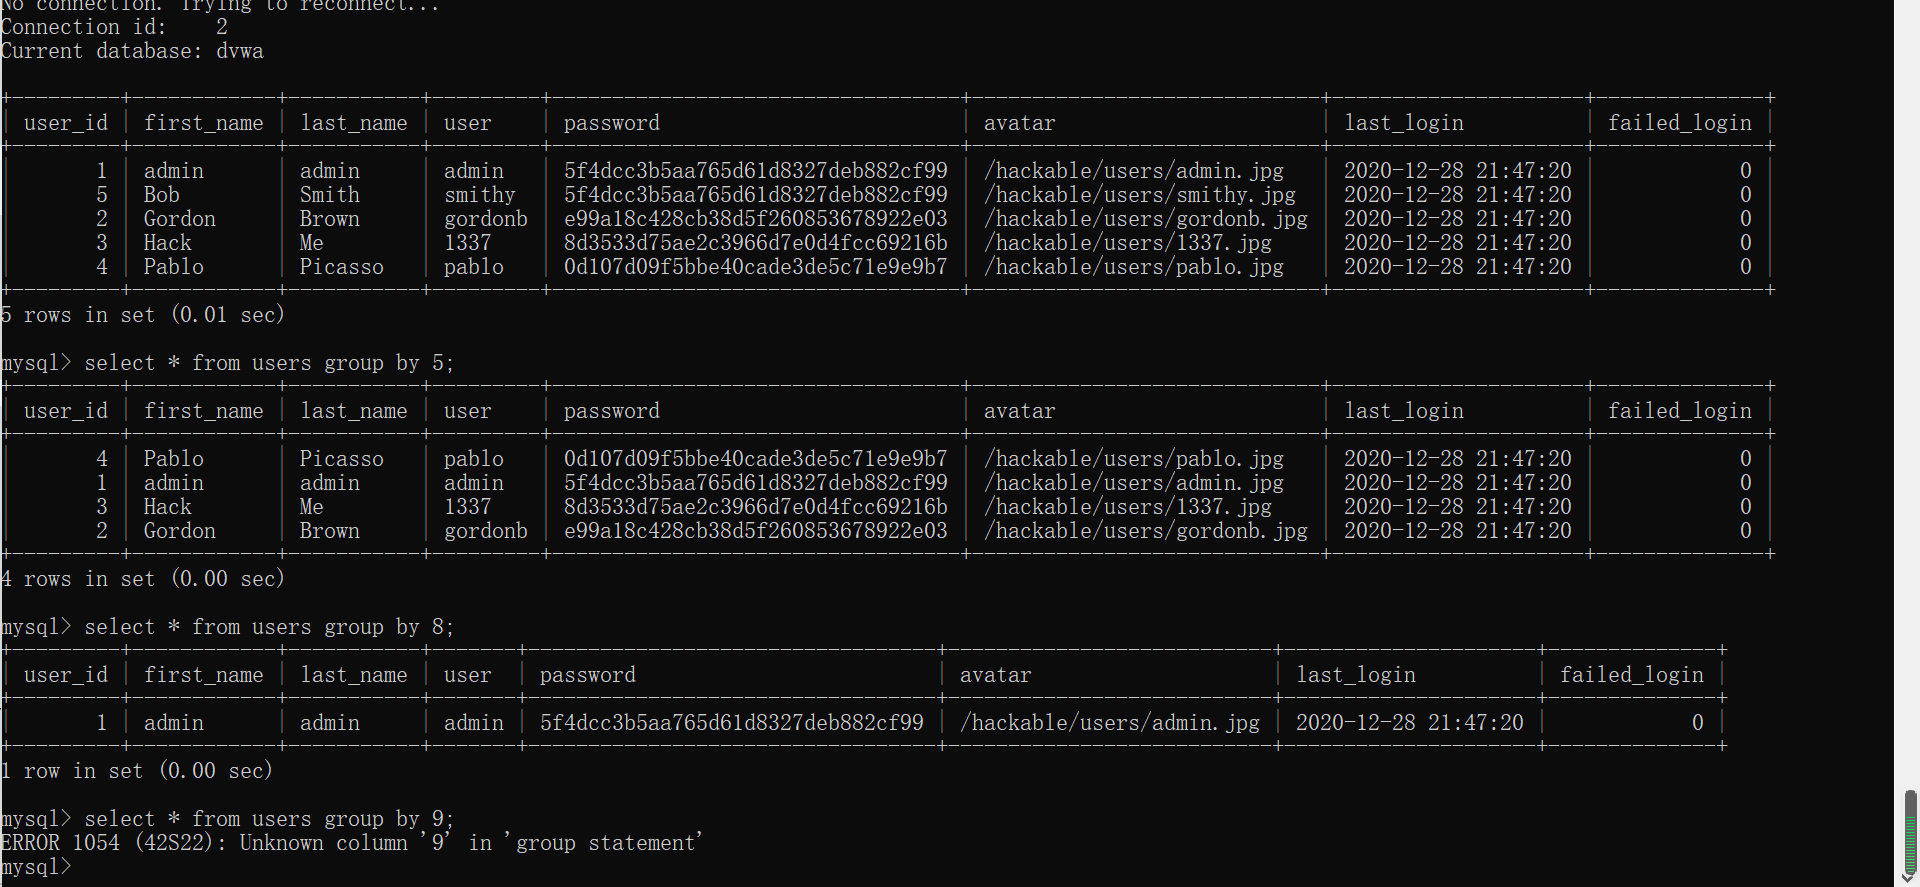 No connection. Trying to reconnect...
Connection id:    2
Current database: dvwa
+---------+------------+-----------+---------+----------------------------------+-----------------------------+---------------------+--------------+
| user_id | first_name | last_name | user    | password                         | avatar                      | last_login          | failed_login |
+---------+------------+-----------+---------+----------------------------------+-----------------------------+---------------------+--------------+
|       1 | admin      | admin     | admin   | 5f4dcc3b5aa765d61d8327deb882cf99 | /hackable/users/admin.jpg   | 2020-12-28 21:47:20 |            0 |
|       5 | Bob        | Smith     | smithy  | 5f4dcc3b5aa765d61d8327deb882cf99 | /hackable/users/smithy.jpg  | 2020-12-28 21:47:20 |            0 |
|       2 | Gordon     | Brown     | gordonb | e99a18c428cb38d5f260853678922e03 | /hackable/users/gordonb.jpg | 2020-12-28 21:47:20 |            0 |
|       3 | Hack       | Me        | 1337    | 8d3533d75ae2c3966d7e0d4fcc69216b | /hackable/users/1337.jpg    | 2020-12-28 21:47:20 |            0 |
|       4 | Pablo      | Picasso   | pablo   | 0d107d09f5bbe40cade3de5c71e9e9b7 | /hackable/users/pablo.jpg   | 2020-12-28 21:47:20 |            0 |
+---------+------------+-----------+---------+----------------------------------+-----------------------------+---------------------+--------------+
5 rows in set (0.01 sec)
mysql> select * from users group by 5;
+---------+------------+-----------+---------+----------------------------------+-----------------------------+---------------------+--------------+
| user_id | first_name | last_name | user    | password                         | avatar                      | last_login          | failed_login |
+---------+------------+-----------+---------+----------------------------------+-----------------------------+---------------------+--------------+
|       4 | Pablo      | Picasso   | pablo   | 0d107d09f5bbe40cade3de5c71e9e9b7 | /hackable/users/pablo.jpg   | 2020-12-28 21:47:20 |            0 |
|       1 | admin      | admin     | admin   | 5f4dcc3b5aa765d61d8327deb882cf99 | /hackable/users/admin.jpg   | 2020-12-28 21:47:20 |            0 |
|       3 | Hack       | Me        | 1337    | 8d3533d75ae2c3966d7e0d4fcc69216b | /hackable/users/1337.jpg    | 2020-12-28 21:47:20 |            0 |
|       2 | Gordon     | Brown     | gordonb | e99a18c428cb38d5f260853678922e03 | /hackable/users/gordonb.jpg | 2020-12-28 21:47:20 |            0 |
+---------+------------+-----------+---------+----------------------------------+-----------------------------+---------------------+--------------+
4 rows in set (0.00 sec)
mysql> select * from users group by 8;
+---------+------------+-----------+-------+----------------------------------+---------------------------+---------------------+--------------+
| user_id | first_name | last_name | user  | password                         | avatar                    | last_login          | failed_login |
+---------+------------+-----------+-------+----------------------------------+---------------------------+---------------------+--------------+
|       1 | admin      | admin     | admin | 5f4dcc3b5aa765d61d8327deb882cf99 | /hackable/users/admin.jpg | 2020-12-28 21:47:20 |            0 |
+---------+------------+-----------+-------+----------------------------------+---------------------------+---------------------+--------------+
1 row in set (0.00 sec)
mysql> select * from users group by 9;
ERROR 1054 (42S22): Unknown column '9' in 'group statement'
mysql>